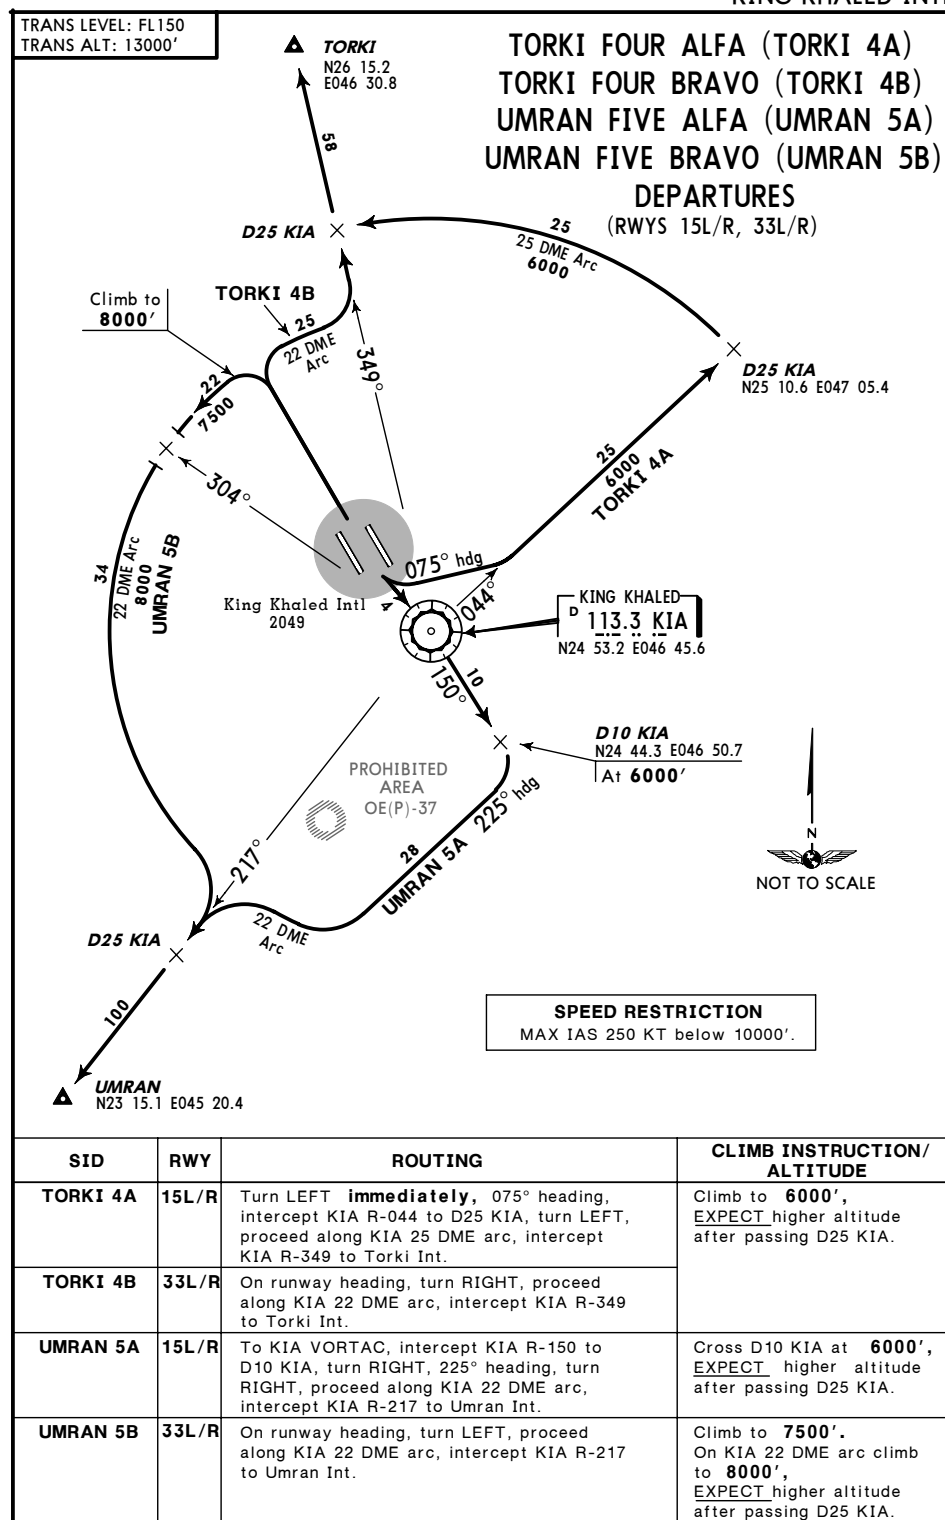 TRANS LEVEL: FL150
TRANS ALT: 13000′
TORKI FOUR ALFA (TORKI 4A)
TORKI FOUR BRAVO (TORKI 4B)
UMRAN FIVE ALFA (UMRAN 5A)
UMRAN FIVE BRAVO (UMRAN 5B)
DEPARTURES
(RWYS 15L/R, 33L/R)
TORKI
N26 15.2
E046 30.8
58
D25 KIA
25
25 DME Arc
6000
Climb to
8000′
TORKI 4B
25
22 DME
Arc
349°
D25 KIA
N25 10.6 E047 05.4
22
7500
304°
25
6000
TORKI 4A
34
22 DME Arc
8000
UMRAN 5B
075° hdg
044°
4
King Khaled Intl
2049
KING KHALED
D 113.3 KIA
N24 53.2 E046 45.6
150°
10
D10 KIA
N24 44.3 E046 50.7
At 6000′
PROHIBITED
AREA
OE(P)-37
225° hdg
28
UMRAN 5A
217°
22 DME
Arc
N
NOT TO SCALE
D25 KIA
100
UMRAN
N23 15.1 E045 20.4
SPEED RESTRICTION
MAX IAS 250 KT below 10000′.
SID RWY ROUTING CLIMB INSTRUCTION/
ALTITUDE
TORKI 4A 15L/R Turn LEFT immediately, 075° heading,
intercept KIA R-044 to D25 KIA, turn LEFT,
proceed along KIA 25 DME arc, intercept
KIA R-349 to Torki Int.
Climb to 6000′,
EXPECT higher altitude
after passing D25 KIA.
TORKI 4B 33L/R On runway heading, turn RIGHT, proceed
along KIA 22 DME arc, intercept KIA R-349
to Torki Int.
UMRAN 5A 15L/R To KIA VORTAC, intercept KIA R-150 to
D10 KIA, turn RIGHT, 225° heading, turn
RIGHT, proceed along KIA 22 DME arc,
intercept KIA R-217 to Umran Int.
Cross D10 KIA at 6000′,
EXPECT higher altitude
after passing D25 KIA.
UMRAN 5B 33L/R On runway heading, turn LEFT, proceed
along KIA 22 DME arc, intercept KIA R-217
to Umran Int.
Climb to 7500′.
On KIA 22 DME arc climb
to 8000′,
EXPECT higher altitude
after passing D25 KIA.